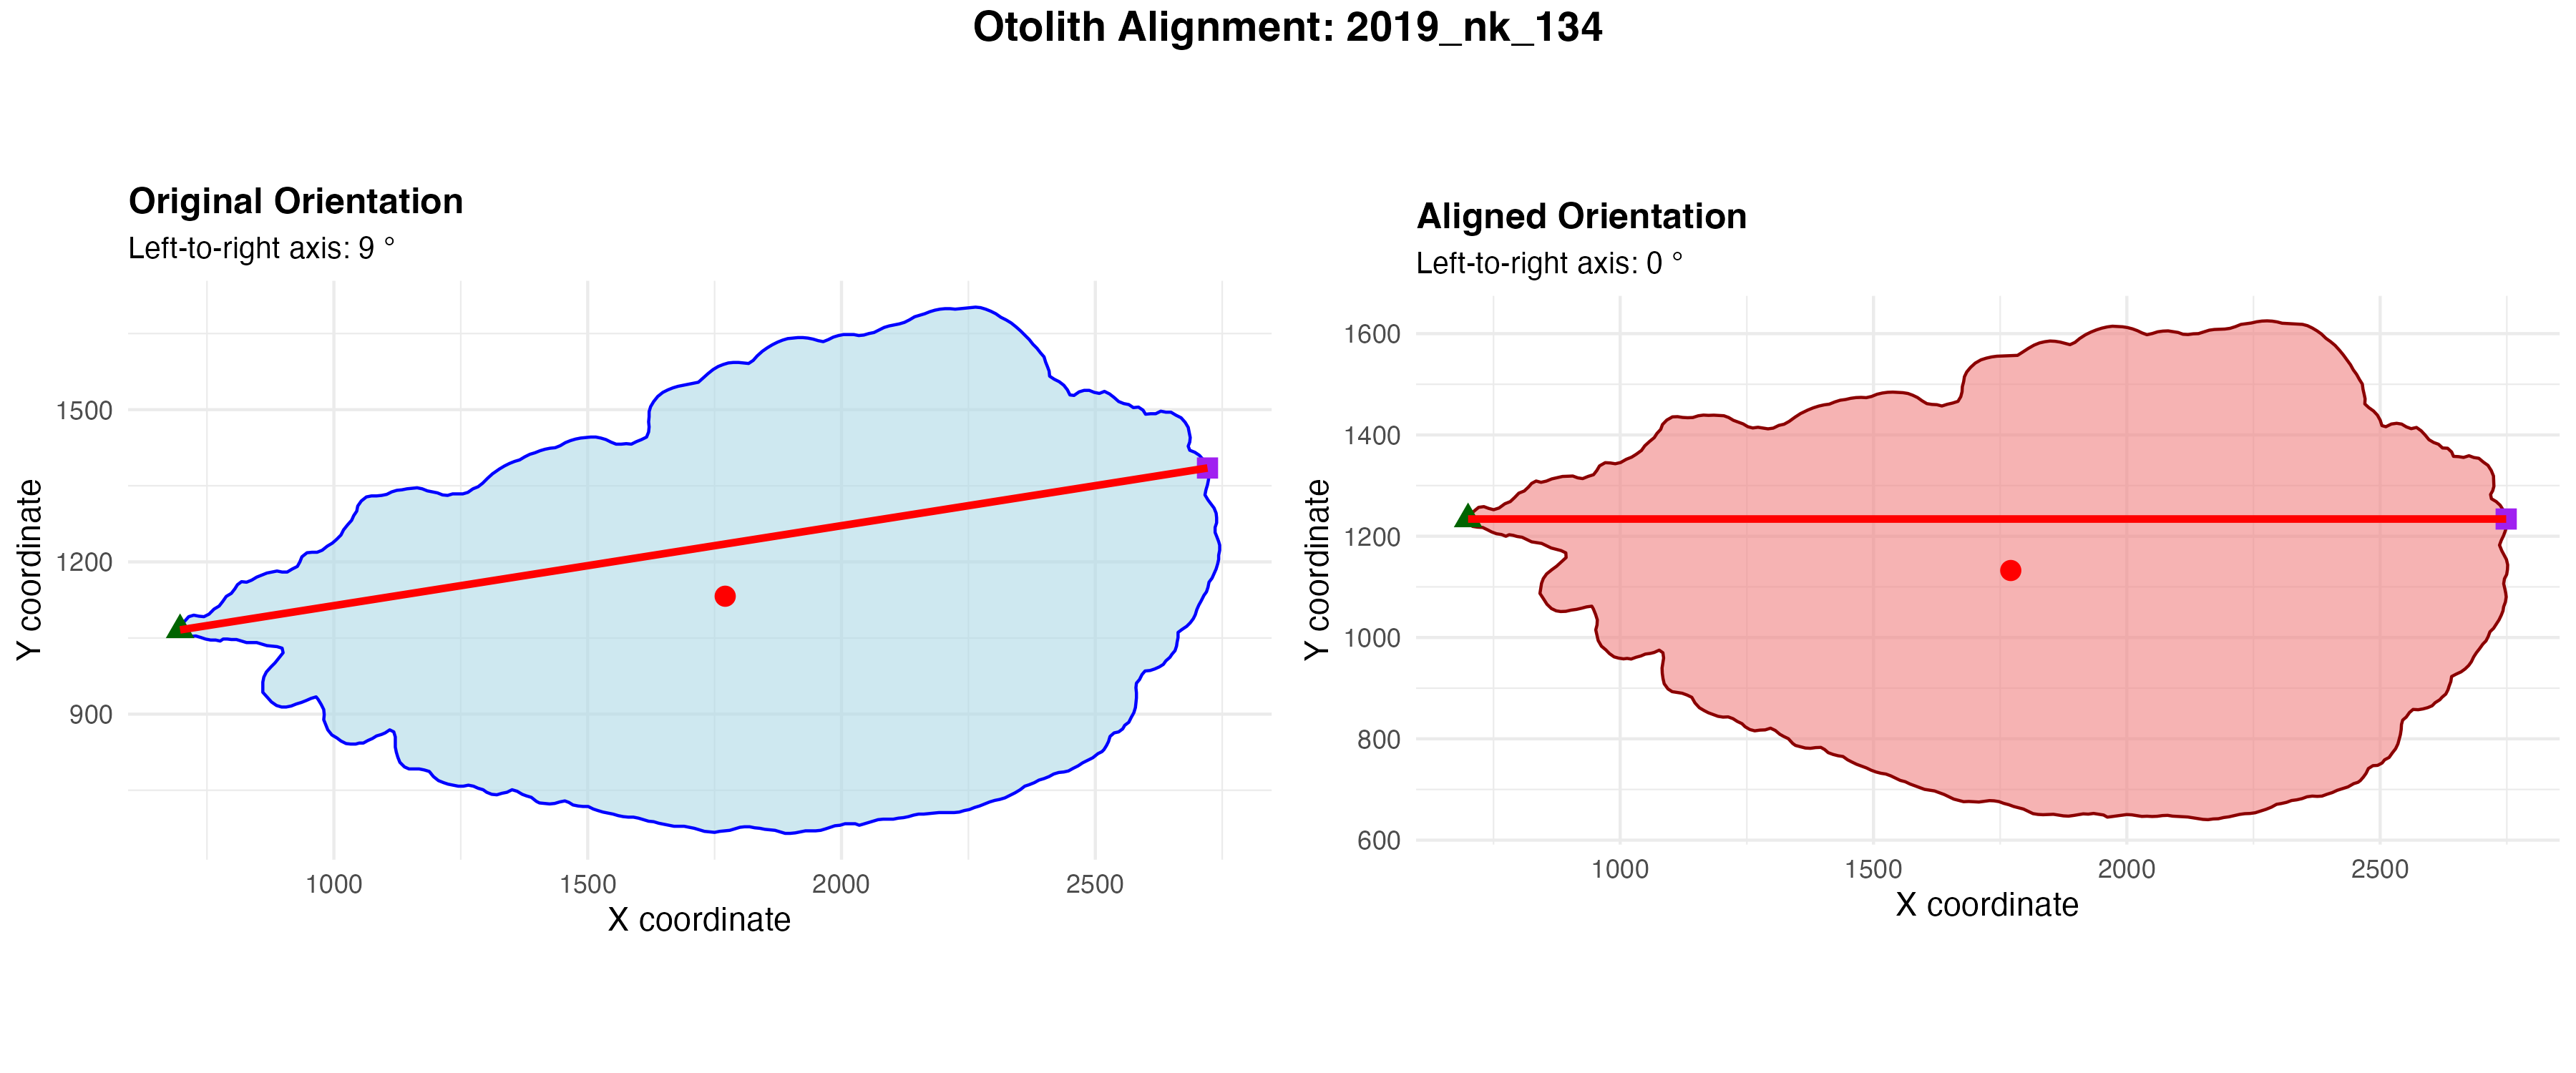 Otolith Alignment: 2019_nk_134
Original Orientation
Left-to-right axis: 9 °
Y coordinate
1500
1200
900
1000 1500 2000 2500
X coordinate
Aligned Orientation
Left-to-right axis: 0 °
Y coordinate
1600
1400
1200
1000
800
600
1000 1500 2000 2500
X coordinate